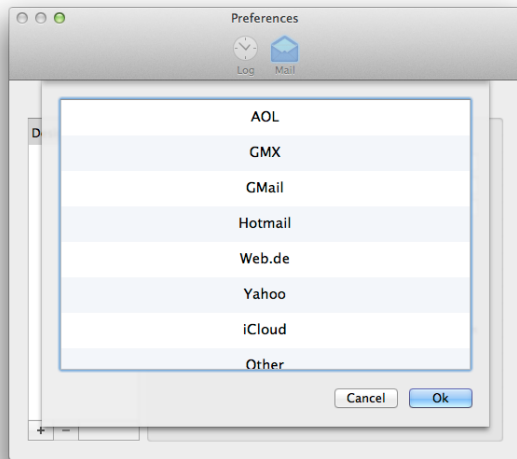 Preferences
Log Mail
AOL
GMX
GMail
Hotmail
Web.de
Yahoo
iCloud
Other
Cancel Ok
+ −